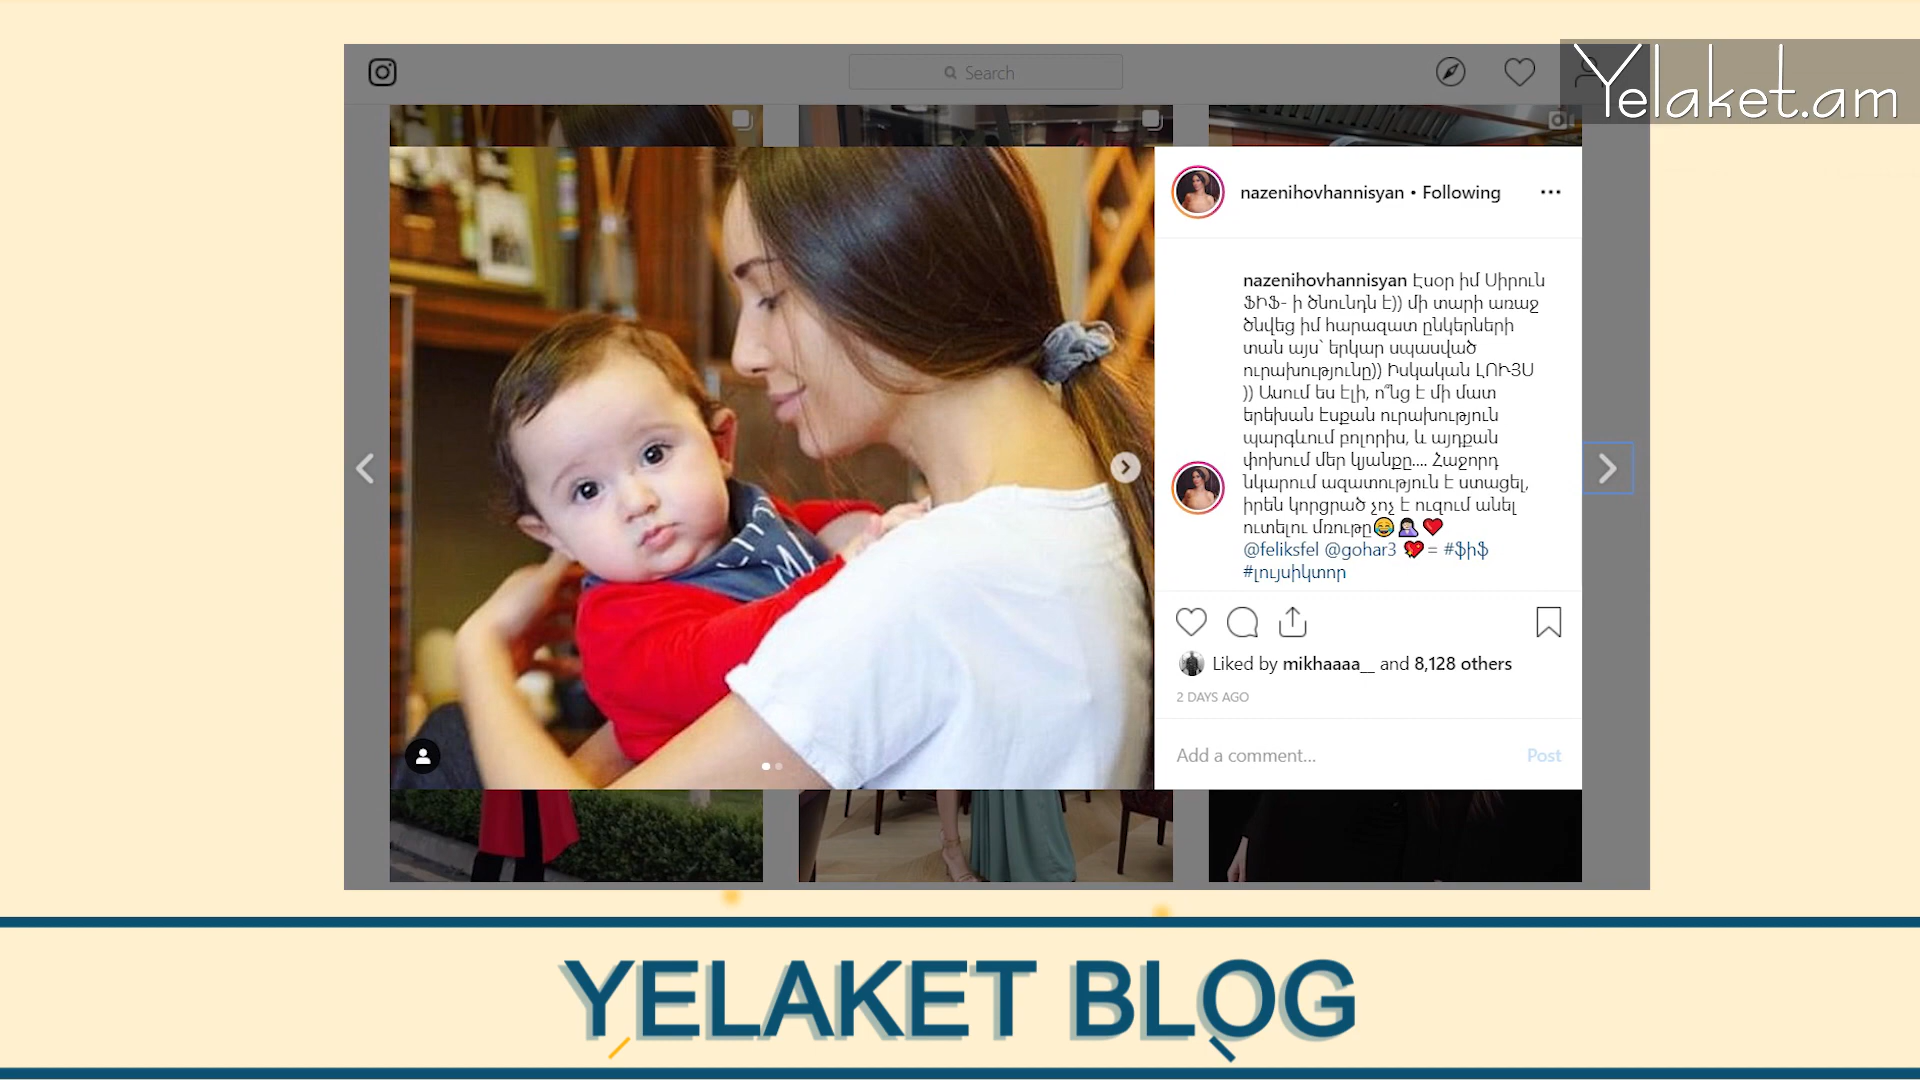 Yelaket.am
Search
nazenihovhannisyan • Following
nazenihovhannisyan Էսօր իմ Սիրուն
ՖԻՖ- ի ծնունդն է)) մի տարի առաջ
ծնվեց իմ հարազատ ընկերների
տան այս՝ երկար սպասված
ուրախությունը)) Իսկական ԼՈՒՅՍ
)) Ասում ես էլի, ո՞նց է մի մատ
երեխան էսքան ուրախություն
պարգևում բոլորիս, և այդքան
փոխում մեր կյանքը.... Հաջորդ
նկարում ազատություն է ստացել,
իրեն կորցրած չոչ է ուզում անել
ուտելու մռութը😂🤱🏻❤️
@feliksfel @gohar3 💖= #ֆիֆ
#լույսիկտոր
Liked by mikhaaaa__ and 8,128 others
2 DAYS AGO
Add a comment... Post
YELAKET BLOG